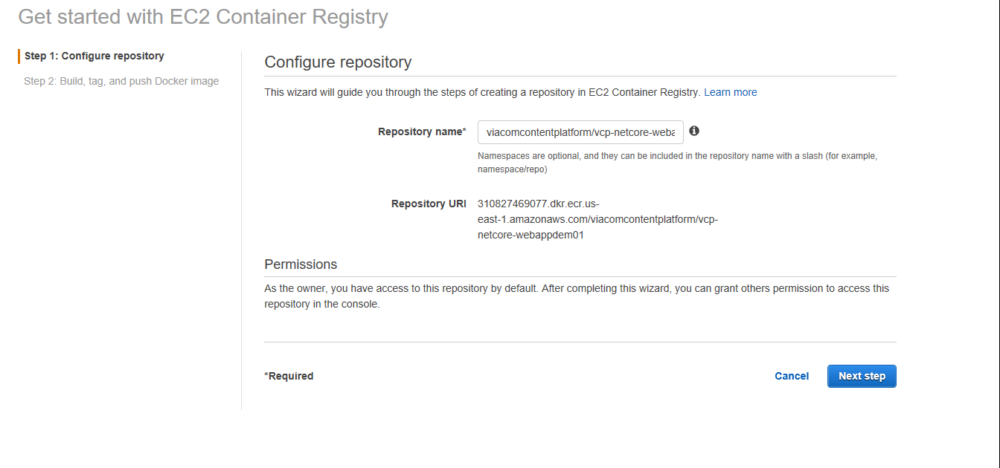 Get started with EC2 Container Registry
Step 1: Configure repository
Step 2: Build, tag, and push Docker image
Configure repository
This wizard will guide you through the steps of creating a repository in EC2 Container Registry. Learn more
Repository name* viacomcontentplatform/vcp-netcore-weba
Namespaces are optional, and they can be included in the repository name with a slash (for example,
namespace/repo)
Repository URI 310827469077.dkr.ecr.us-
east-1.amazonaws.com/viacomcontentplatform/vcp-
netcore-webappdem01
Permissions
As the owner, you have access to this repository by default. After completing this wizard, you can grant others permission to access this
repository in the console.
*Required Cancel Next step